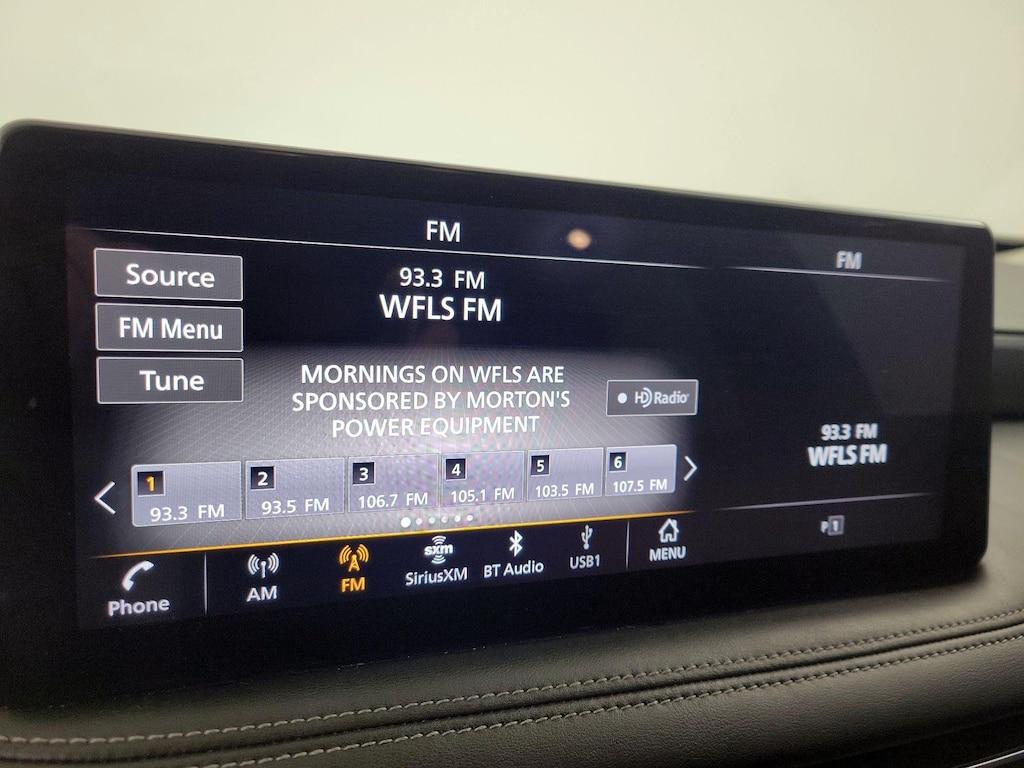 FM
FM
Source
93.3 FM
WFLS FM
FM Menu
Tune
MORNINGS ON WFLS ARE
SPONSORED BY MORTON'S
POWER EQUIPMENT
HD Radio
93.3 FM
WFLS FM
1
93.3 FM
2
93.5 FM
3
106.7 FM
4
105.1 FM
5
103.5 FM
6
107.5 FM
P1
Phone
AM
FM
sxm
SiriusXM
BT Audio
USB1
MENU